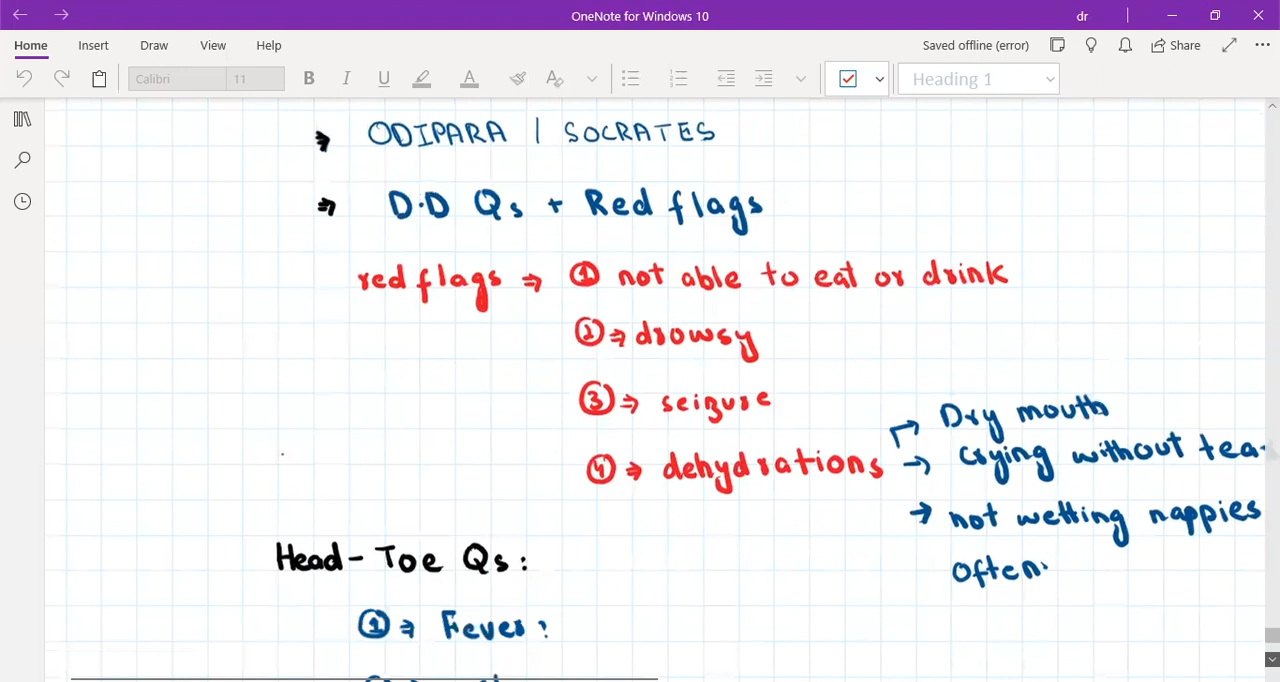 OneNote for Windows 10
dr
Home Insert Draw View Help
Saved offline (error)
Share
Calibri 11
B I U
Heading 1
ODIPARA | SOCRATES
D.D Qs + Red flags
red flags ⇒ ① not able to eat or drink
② ⇒ drowsy
③ ⇒ seizure
④ ⇒ dehydrations
→ Dry mouth
→ crying without tea
→ not wetting nappies
often.
Head-Toe Qs:
① ⇒ Fever: